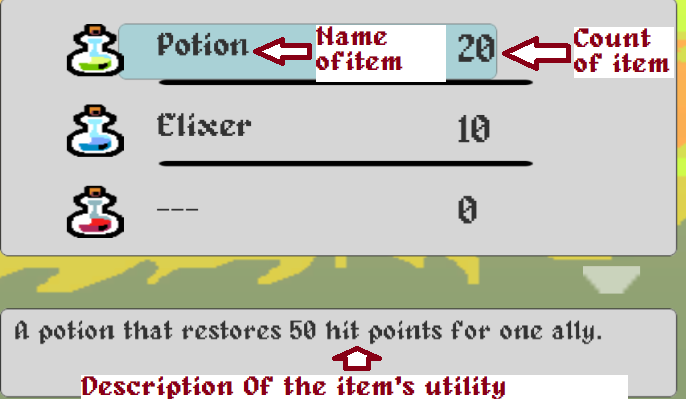 Potion
Name
ofitem
20
Count
of item
Elixer
10
---
0
A potion that restores 50 hit points for one ally.
Description Of the item's utility